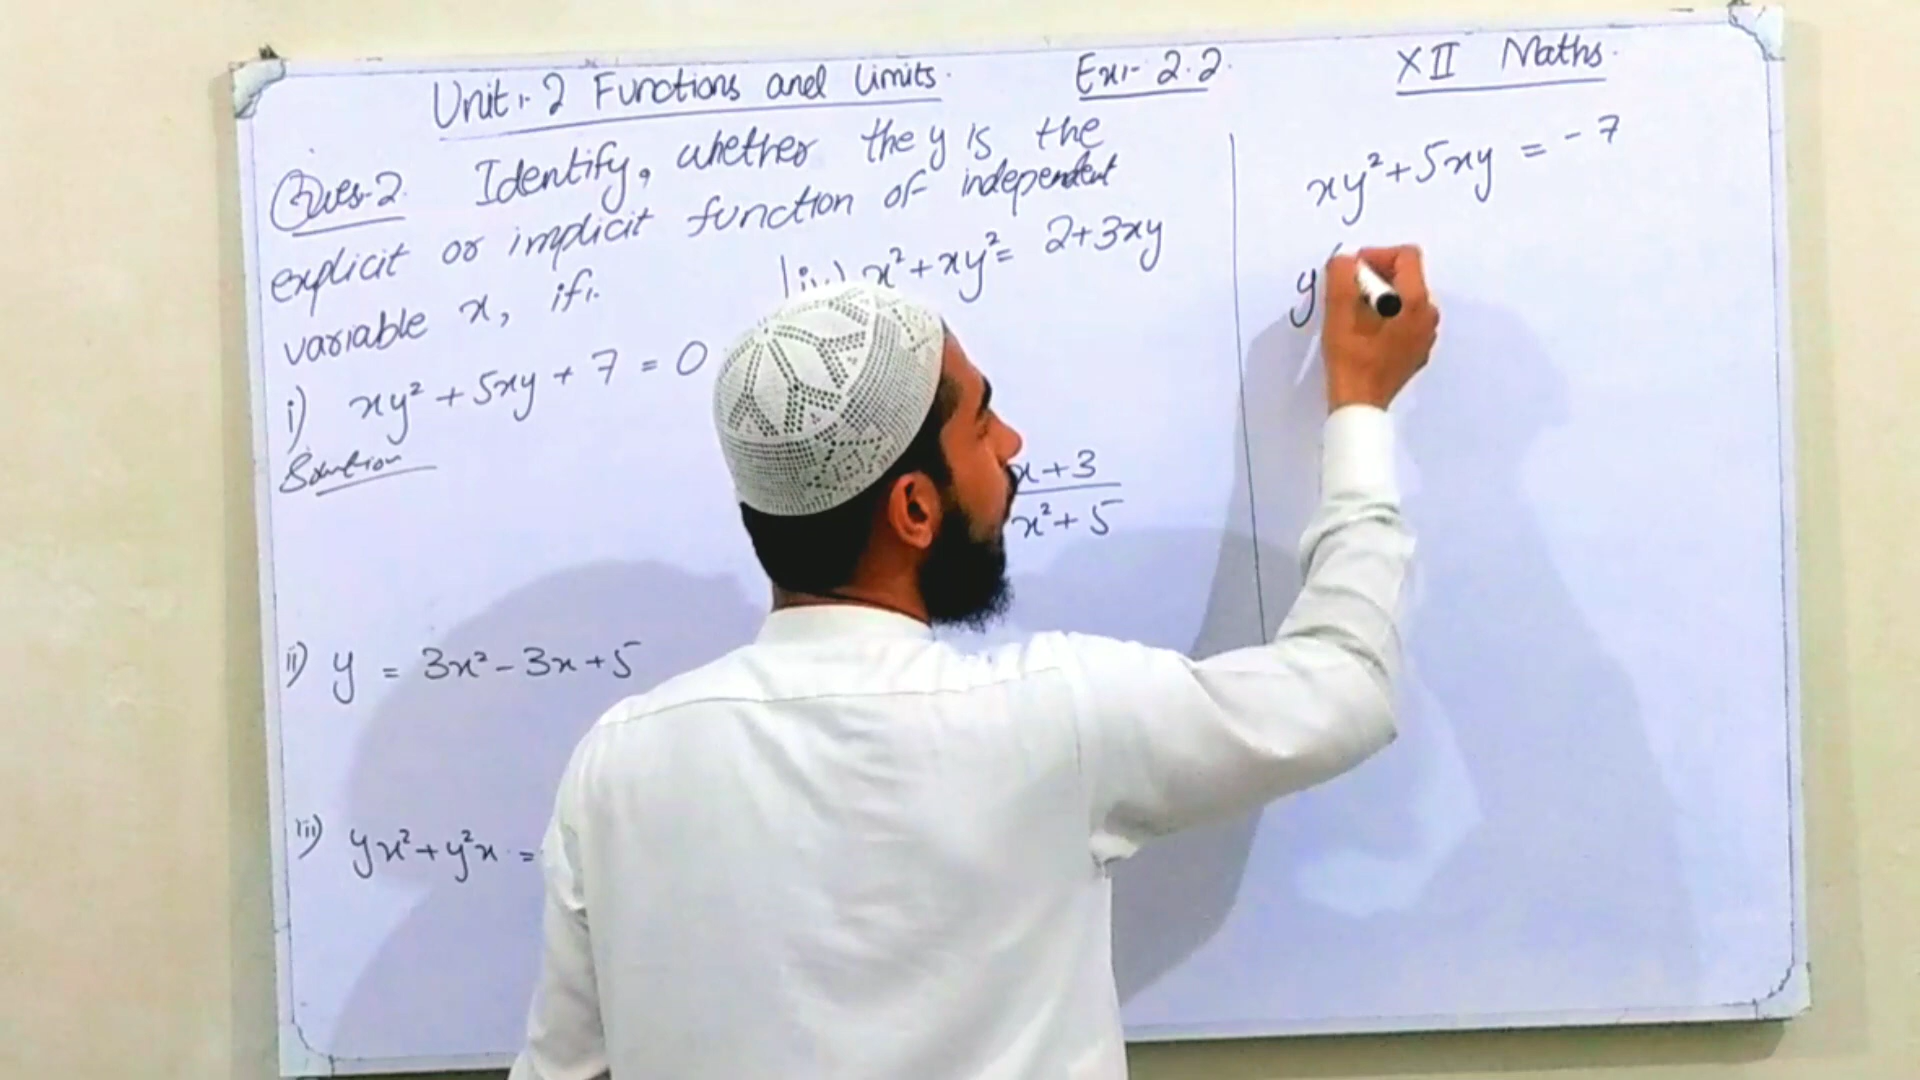 Unit:- 2 Functions and Limits. Ex:- 2.2. XII Maths.
Ques-2. Identify, whether the y is the
explicit or implicit function of independent
variable x, if:-
i) xy² + 5xy + 7 = 0
Solution
ii) y = 3x² - 3x + 5
iii) yx² + y²x =
iv) x² + xy² = 2 + 3xy
x + 3
x² + 5
xy² + 5xy = -7
y(